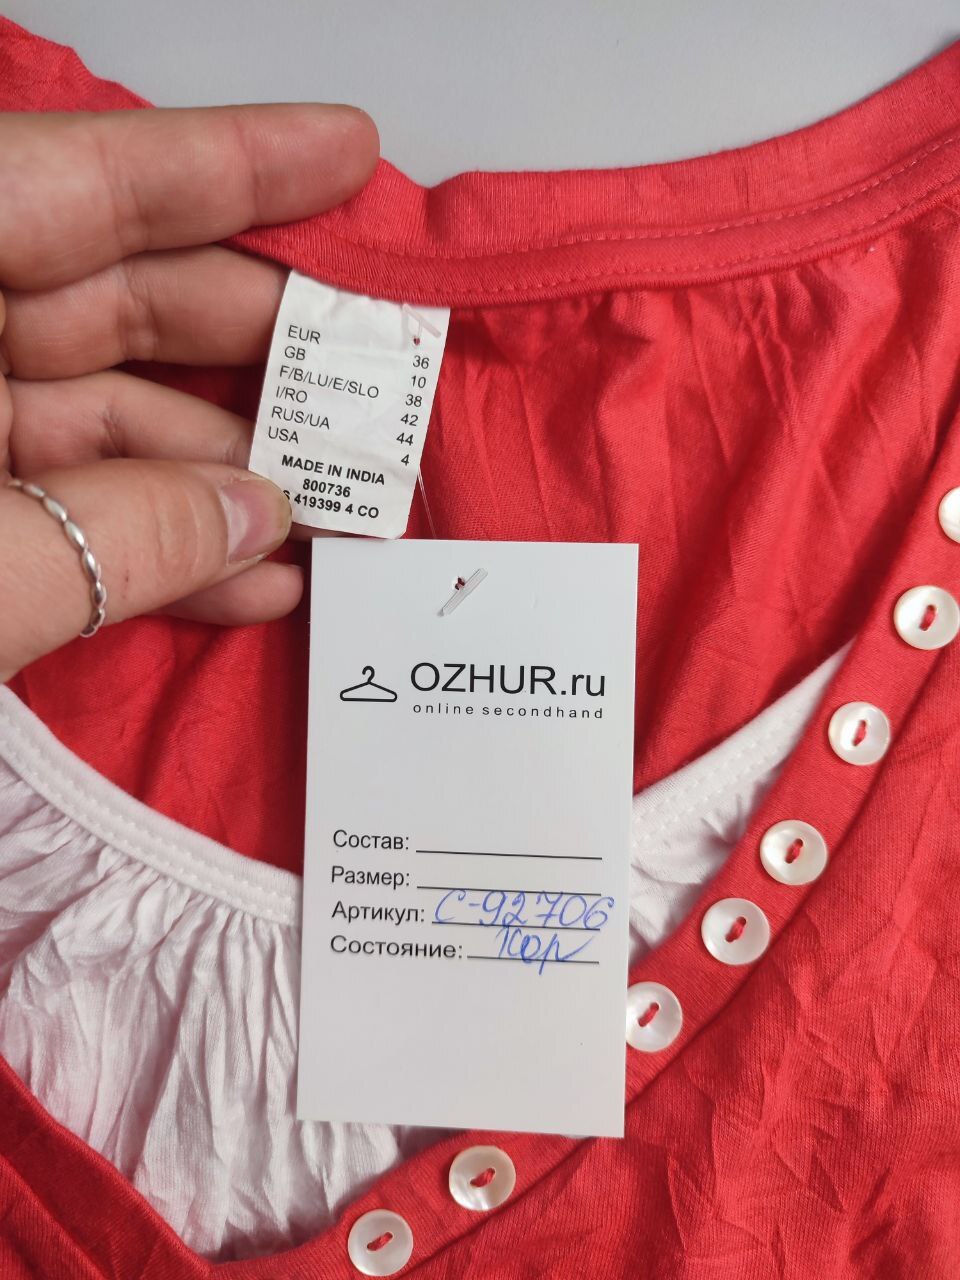 EUR 36
GB 10
F/B/LU/E/SLO 38
I/RO 42
RUS/UA 44
USA 4
MADE IN INDIA
800736
419399 4 CO
OZHUR.ru
online secondhand
Состав:
Размер:
Артикул: С-92706
Состояние: хор